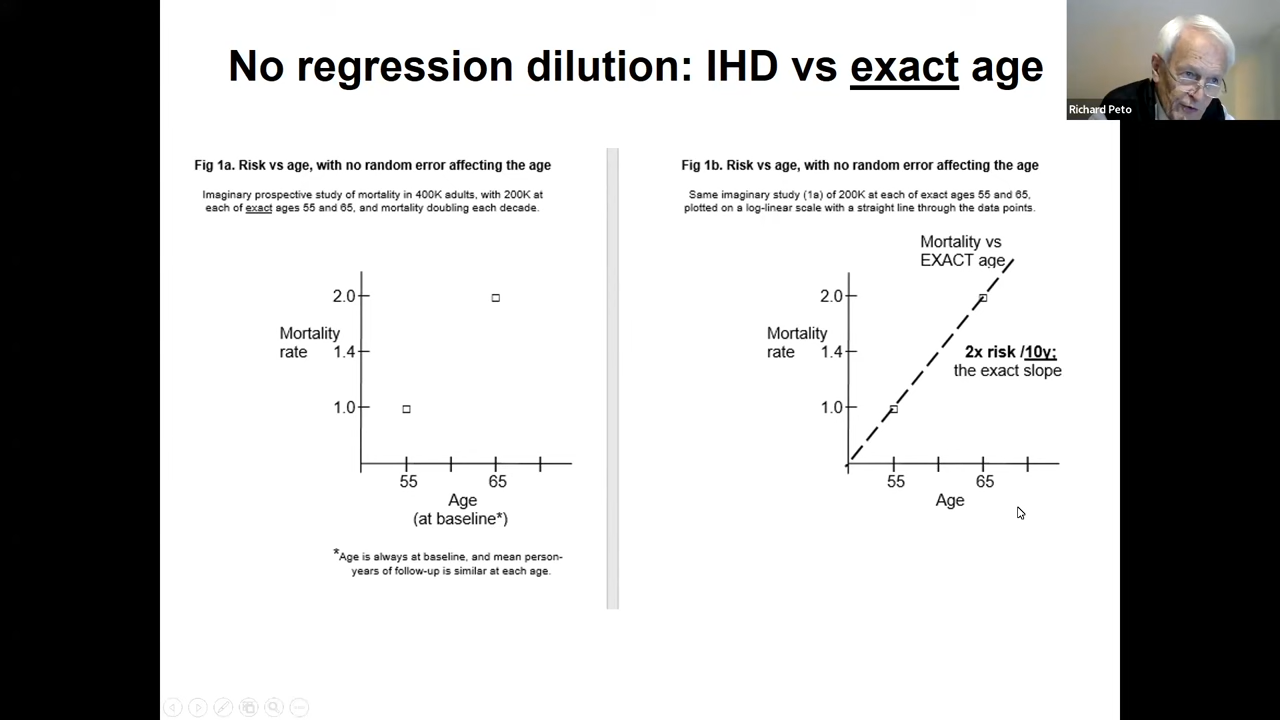 No regression dilution: IHD vs exact age
Richard Peto
Fig 1a. Risk vs age, with no random error affecting the age
Imaginary prospective study of mortality in 400K adults, with 200K at
each of exact ages 55 and 65, and mortality doubling each decade.
2.0
Mortality
rate
1.4
1.0
55
65
Age
(at baseline*)
*Age is always at baseline, and mean person-
years of follow-up is similar at each age.
Fig 1b. Risk vs age, with no random error affecting the age
Same imaginary study (1a) of 200K at each of exact ages 55 and 65,
plotted on a log-linear scale with a straight line through the data points.
Mortality vs
EXACT age
2.0
Mortality
rate
1.4
2x risk /10y:
the exact slope
1.0
55
65
Age